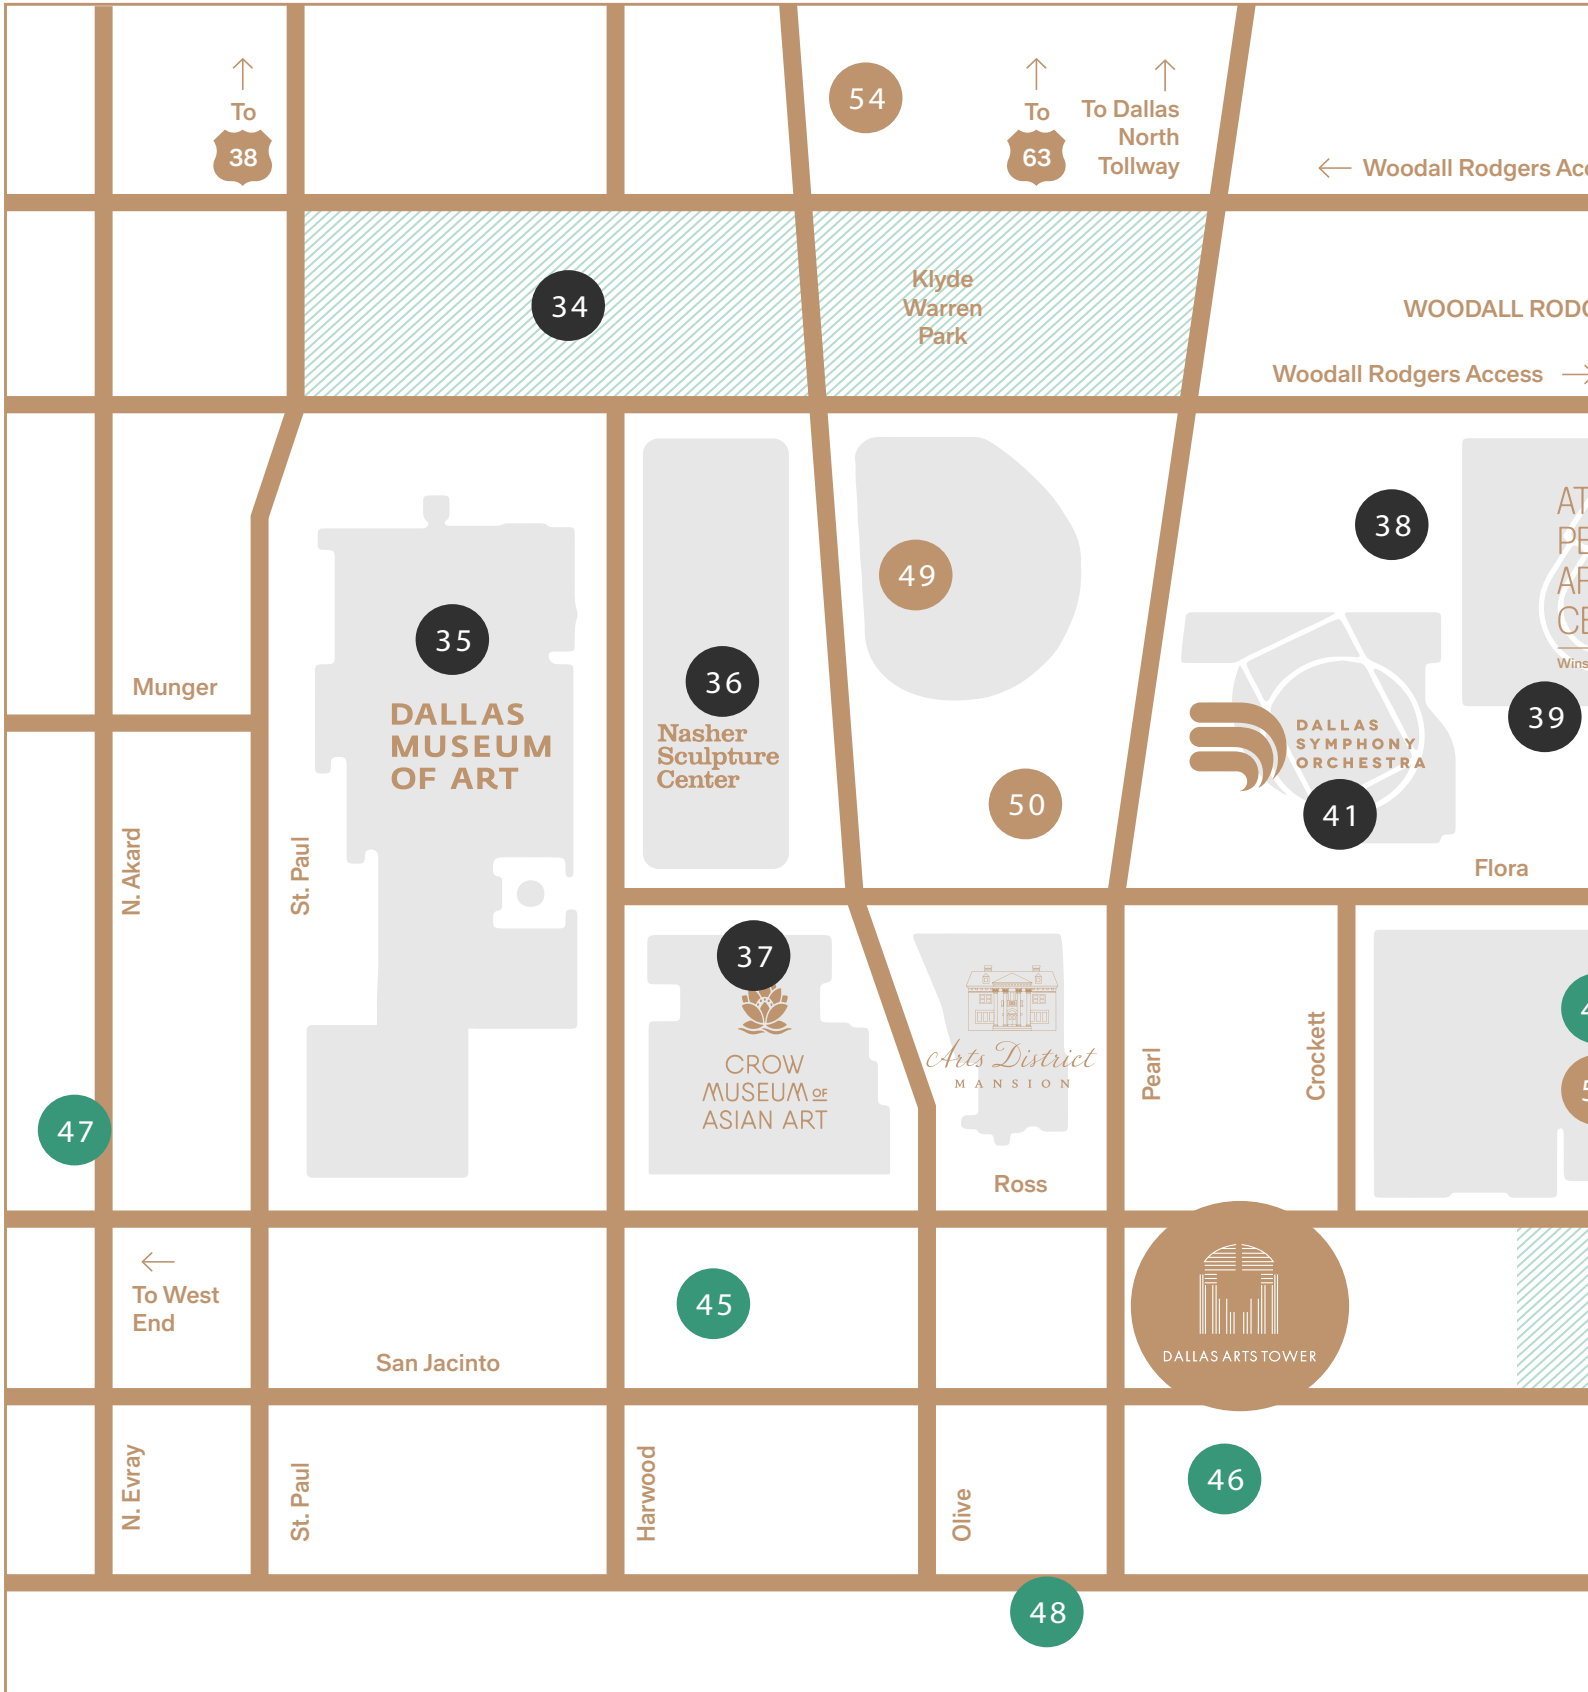 To
38
54
To
63
To Dallas
North
Tollway
Woodall Rodgers
34
Klyde
Warren
Park
WOODALL
Woodall Rodgers Access
38
49
35
DALLAS
MUSEUM
OF ART
36
Nasher
Sculpture
Center
Munger
39
DALLAS
SYMPHONY
ORCHESTRA
50
41
N. Akard
St. Paul
Flora
37
CROW
MUSEUM OF
ASIAN ART
Arts District
MANSION
Pearl
Crockett
47
Ross
To West
End
45
DALLAS ARTS TOWER
San Jacinto
N. Evray
St. Paul
Harwood
Olive
46
48